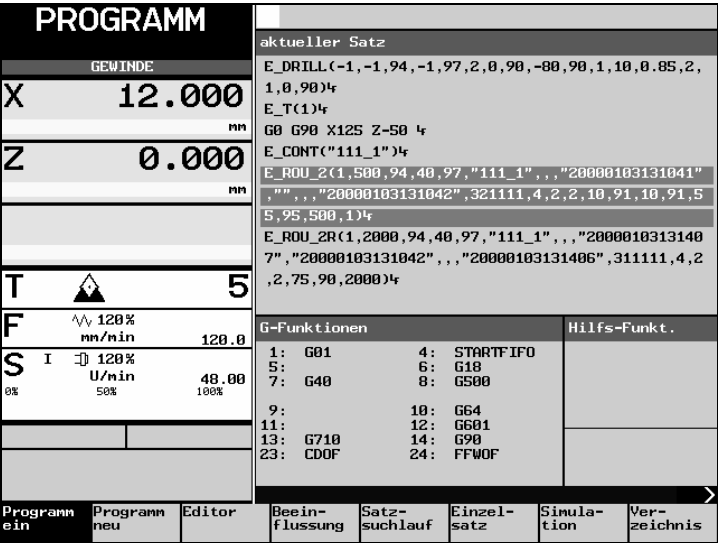 PROGRAMM
GEWINDE
X 12.000
mm
Z 0.000
mm
T 5
F 120%
mm/min 120.0
S I 120%
U/min 48.00
0% 50% 100%
aktueller Satz
E_DRILL(-1,-1,94,-1,97,2,0,90,-80,90,1,10,0.85,2,
1,0,90)
E_T(1)
G0 G90 X125 Z-50
E_CONT("111_1")
E_ROU_2(1,500,94,40,97,"111_1",,,"20000103131041"
,"",,,"20000103131042",321111,4,2,2,10,91,10,91,5
5,95,500,1)
E_ROU_2R(1,2000,94,40,97,"111_1",,,"2000010313140
7","20000103131042",,,"20000103131406",311111,4,2
,2,75,90,2000)
G-Funktionen
1: G01 4: STARTFIFO
5: 6: G18
7: G40 8: G500
9: 10: G64
11: 12: G601
13: G710 14: G90
23: CDOF 24: FFWOF
Hilfs-Funkt.
>
Programm ein
Programm neu
Editor
Beein-
flussung
Satz-
suchlauf
Einzel-
satz
Simula-
tion
Ver-
zeichnis